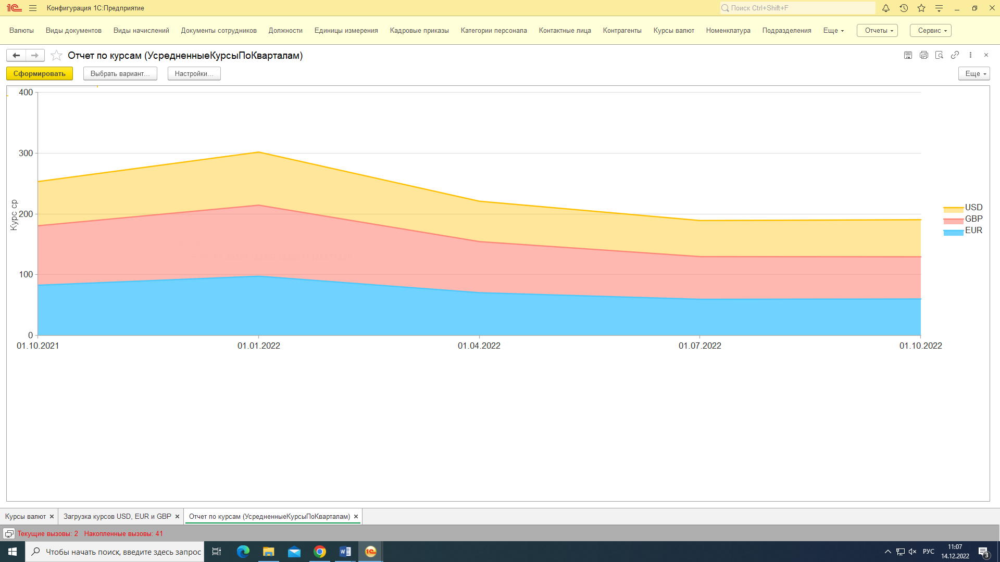 1С Конфигурация 1С:Предприятие Поиск Ctrl+Shift+F
Валюты Виды документов Виды начислений Документы сотрудников Должности Единицы измерения Кадровые приказы Категории персонала Контактные лица Контрагенты Курсы валют Номенклатура Подразделения Еще Отчеты Сервис
Отчет по курсам (УсредненныеКурсыПоКварталам)
Сформировать Выбрать вариант... Настройки... Еще
400
300
200
100
0
Курс ср
USD
GBP
EUR
01.10.2021 01.01.2022 01.04.2022 01.07.2022 01.10.2022
Курсы валют Загрузка курсов USD, EUR и GBP Отчет по курсам (УсредненныеКурсыПоКварталам)
Текущие вызовы: 2 Накопленные вызовы: 41
Чтобы начать поиск, введите здесь запрос РУС 11:07
14.12.2022 3